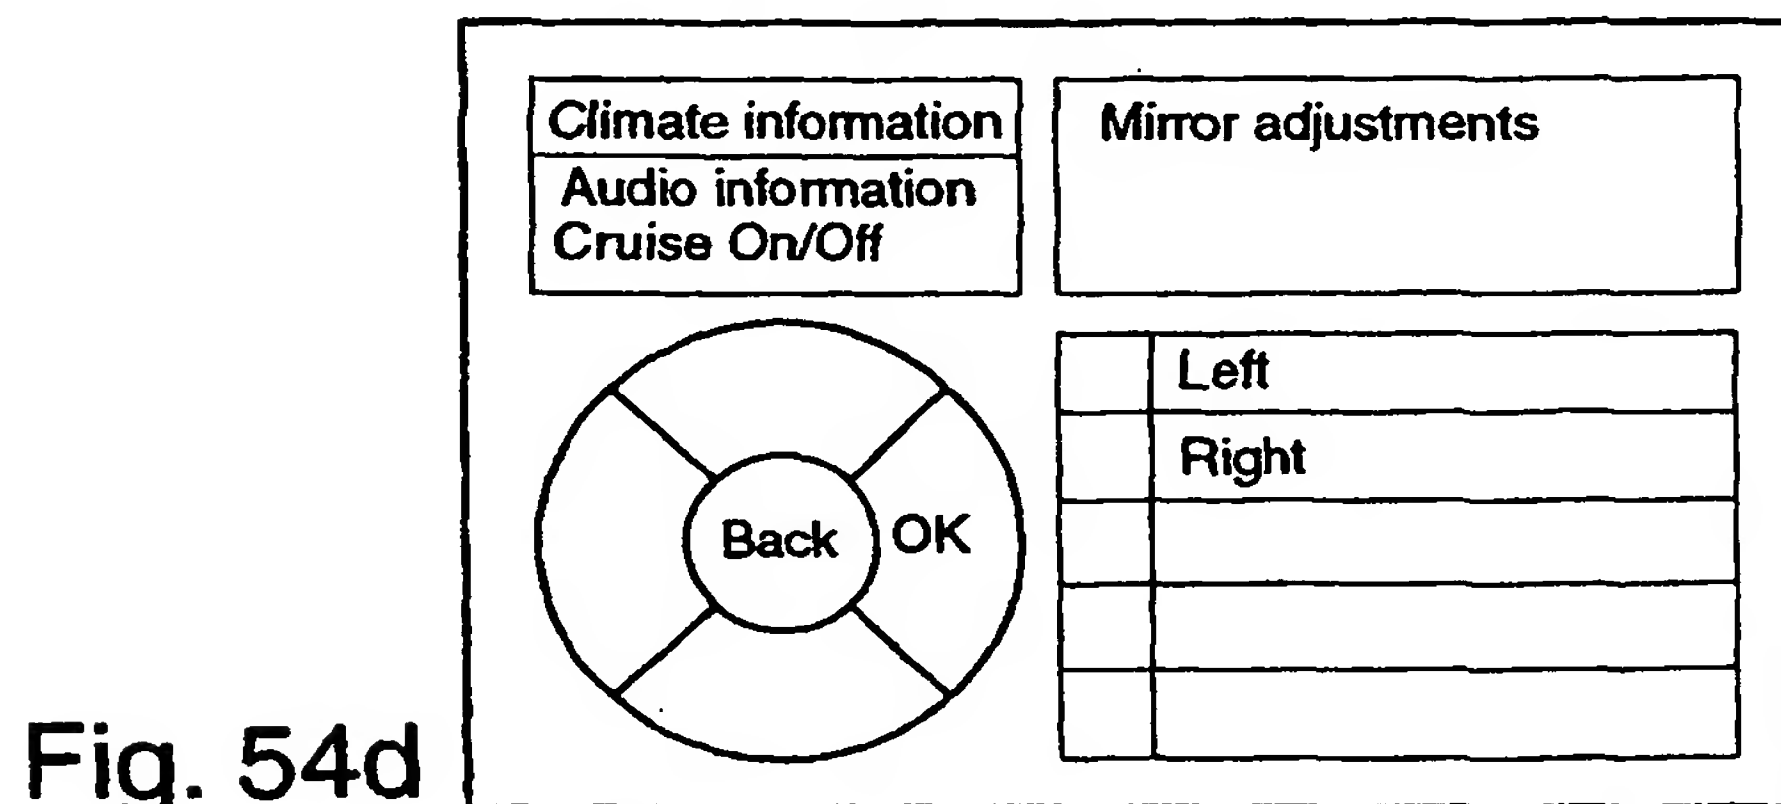 Climate information
Audio information
Cruise On/Off
Mirror adjustments
Left
Right
Back
OK
Fig. 54d